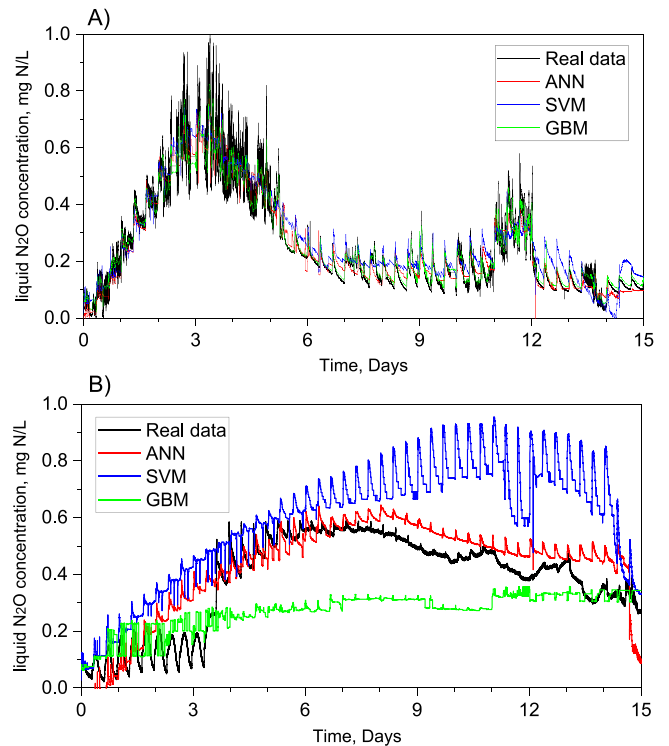 A)
liquid N2O concentration, mg N/L
1.0
0.8
0.6
0.4
0.2
0.0
Real data
ANN
SVM
GBM
0 3 6 9 12 15
Time, Days
B)
liquid N2O concentration, mg N/L
1.0
0.8
0.6
0.4
0.2
0.0
Real data
ANN
SVM
GBM
0 3 6 9 12 15
Time, Days